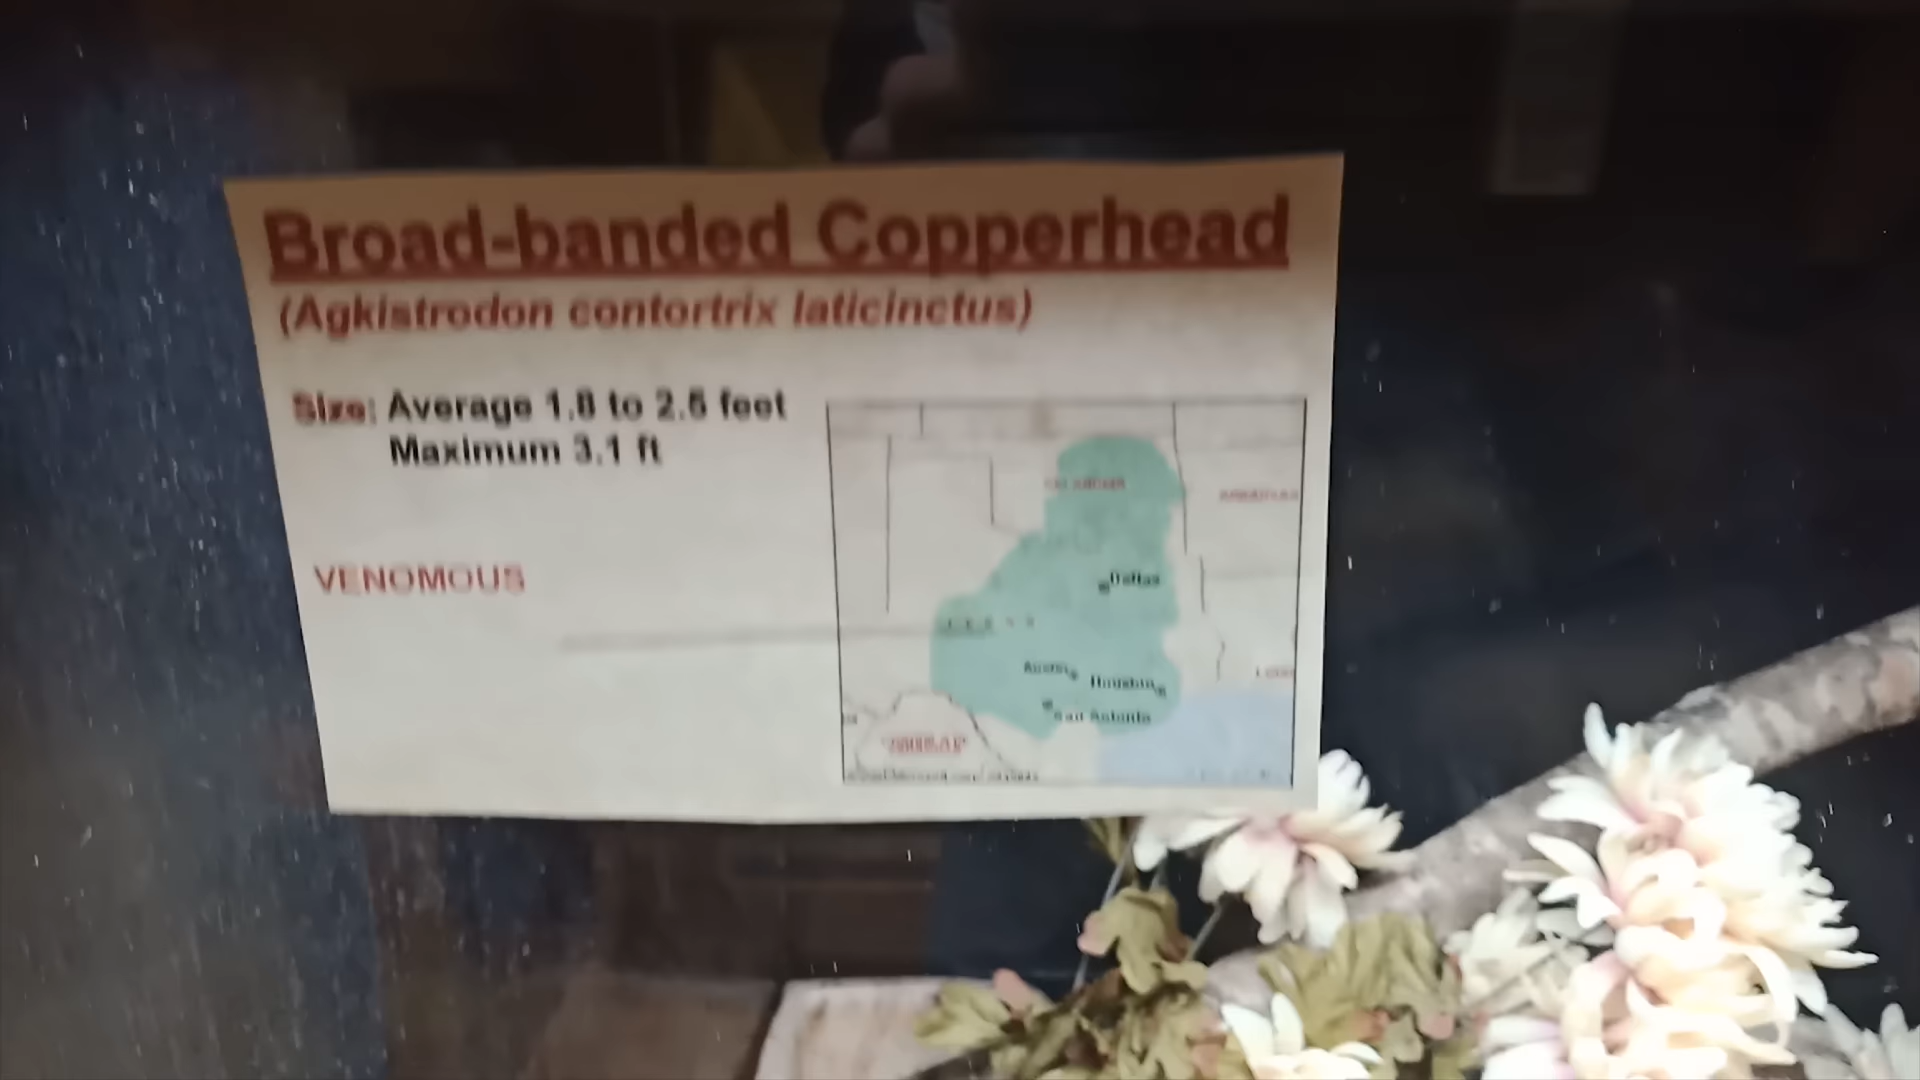 Broad-banded Copperhead
(Agkistrodon contortrix laticinctus)
Size: Average 1.8 to 2.5 feet
Maximum 3.1 ft
VENOMOUS
Dallas
Austin
Houston
San Antonio